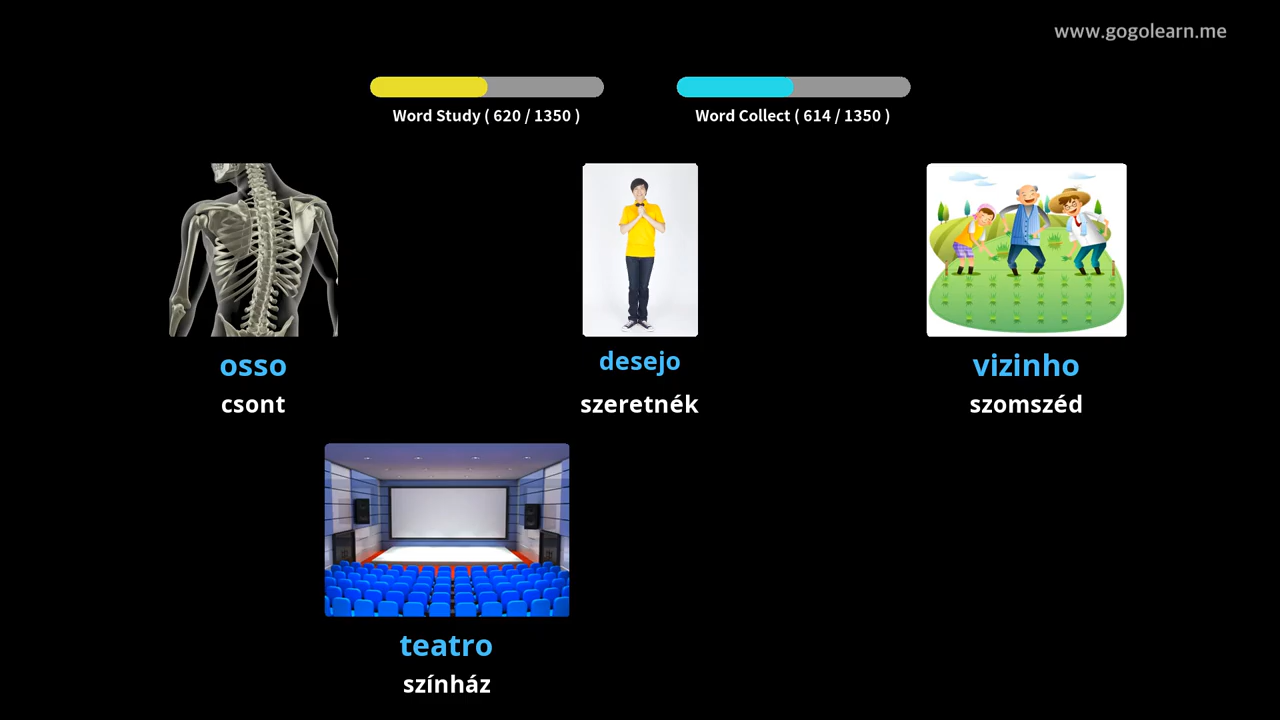 www.gogolearn.me
Word Study ( 620 / 1350 )
Word Collect ( 614 / 1350 )
osso
desejo
vizinho
csont
szeretnék
szomszéd
teatro
színház